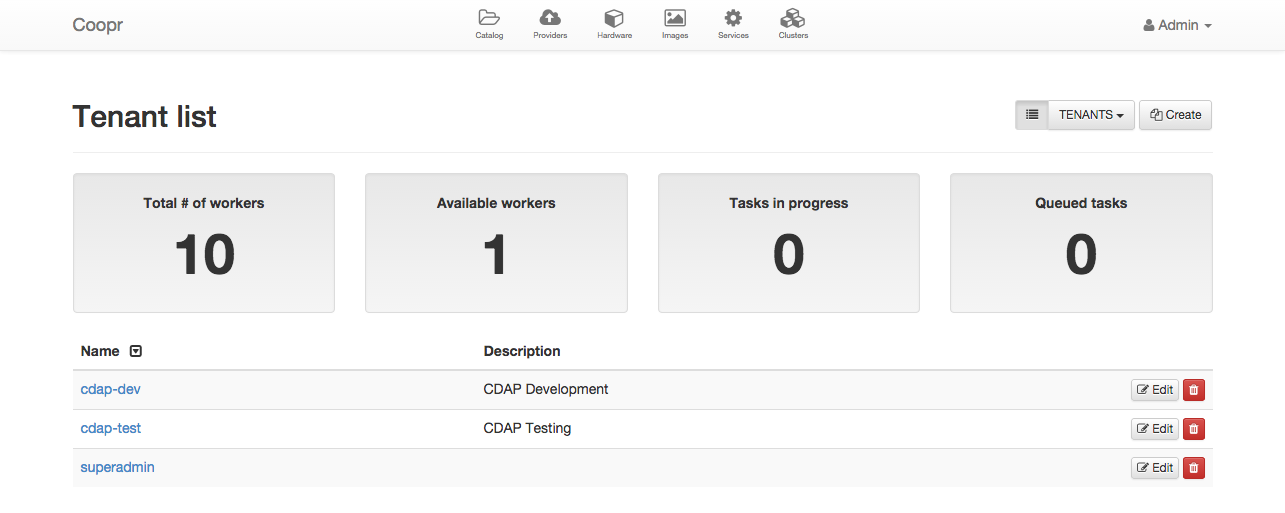 Coopr
Catalog Providers Hardware Images Services Clusters
Admin
Tenant list
TENANTS Create
Total # of workers Available workers Tasks in progress Queued tasks
10 1 0 0
Name Description
cdap-dev CDAP Development Edit
cdap-test CDAP Testing Edit
superadmin Edit